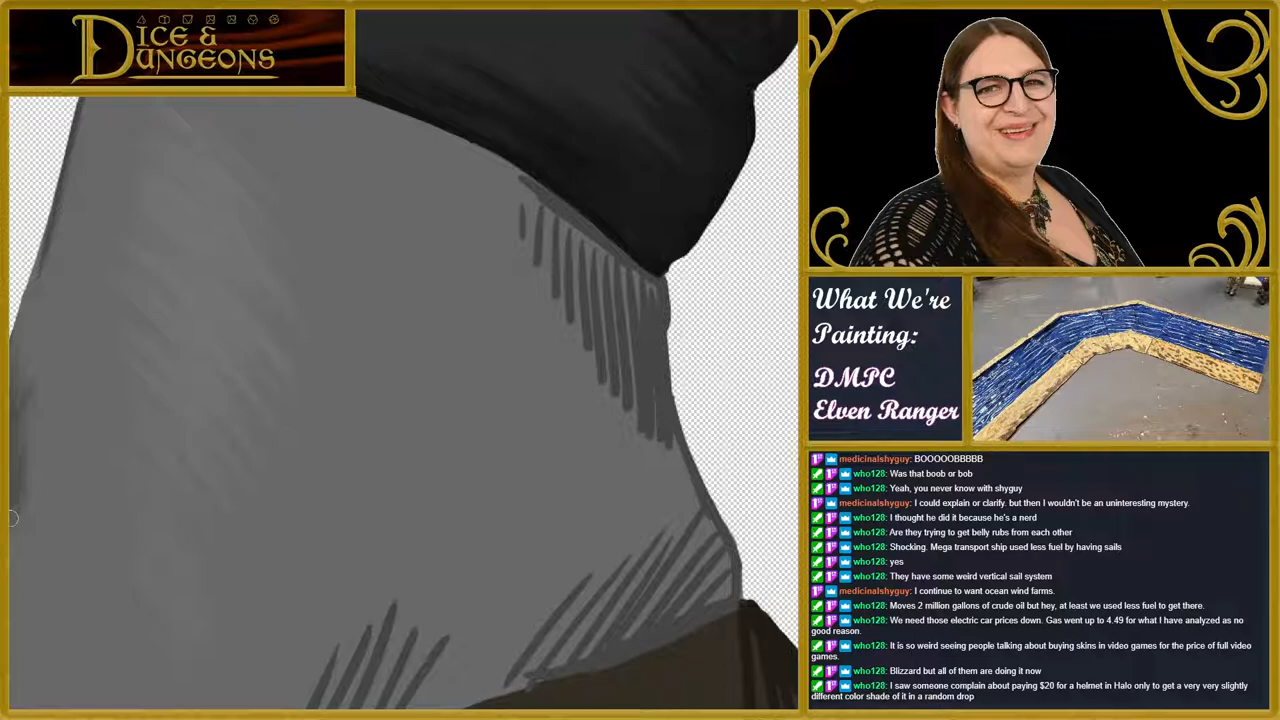 DICE &
DUNGEONS
What We're
Painting:
DMPC
Elven Ranger
medicinalshyguy: BOOOOOBBBBB
who128: Was that boob or bob
who128: Yeah, you never know with shyguy
medicinalshyguy: I could explain or clarify. but then I wouldn't be an uninteresting mystery.
who128: I thought he did it because he's a nerd
who128: Are they trying to get belly rubs from each other
who128: Shocking. Mega transport ship used less fuel by having sails
who128: yes
who128: They have some weird vertical sail system
medicinalshyguy: I continue to want ocean wind farms.
who128: Moves 2 million gallons of crude oil but hey, at least we used less fuel to get there.
who128: We need those electric car prices down. Gas went up to 4.49 for what I have analyzed as no
good reason.
who128: It is so weird seeing people talking about buying skins in video games for the price of full video
games.
who128: Blizzard but all of them are doing it now
who128: I saw someone complain about paying $20 for a helmet in Halo only to get a very very slightly
different color shade of it in a random drop